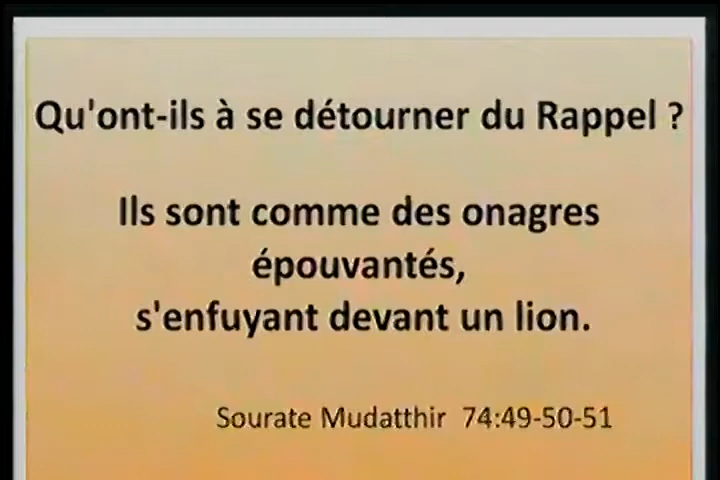 Qu'ont-ils à se détourner du Rappel ?
Ils sont comme des onagres
épouvantés,
s'enfuyant devant un lion.
Sourate Mudatthir 74:49-50-51